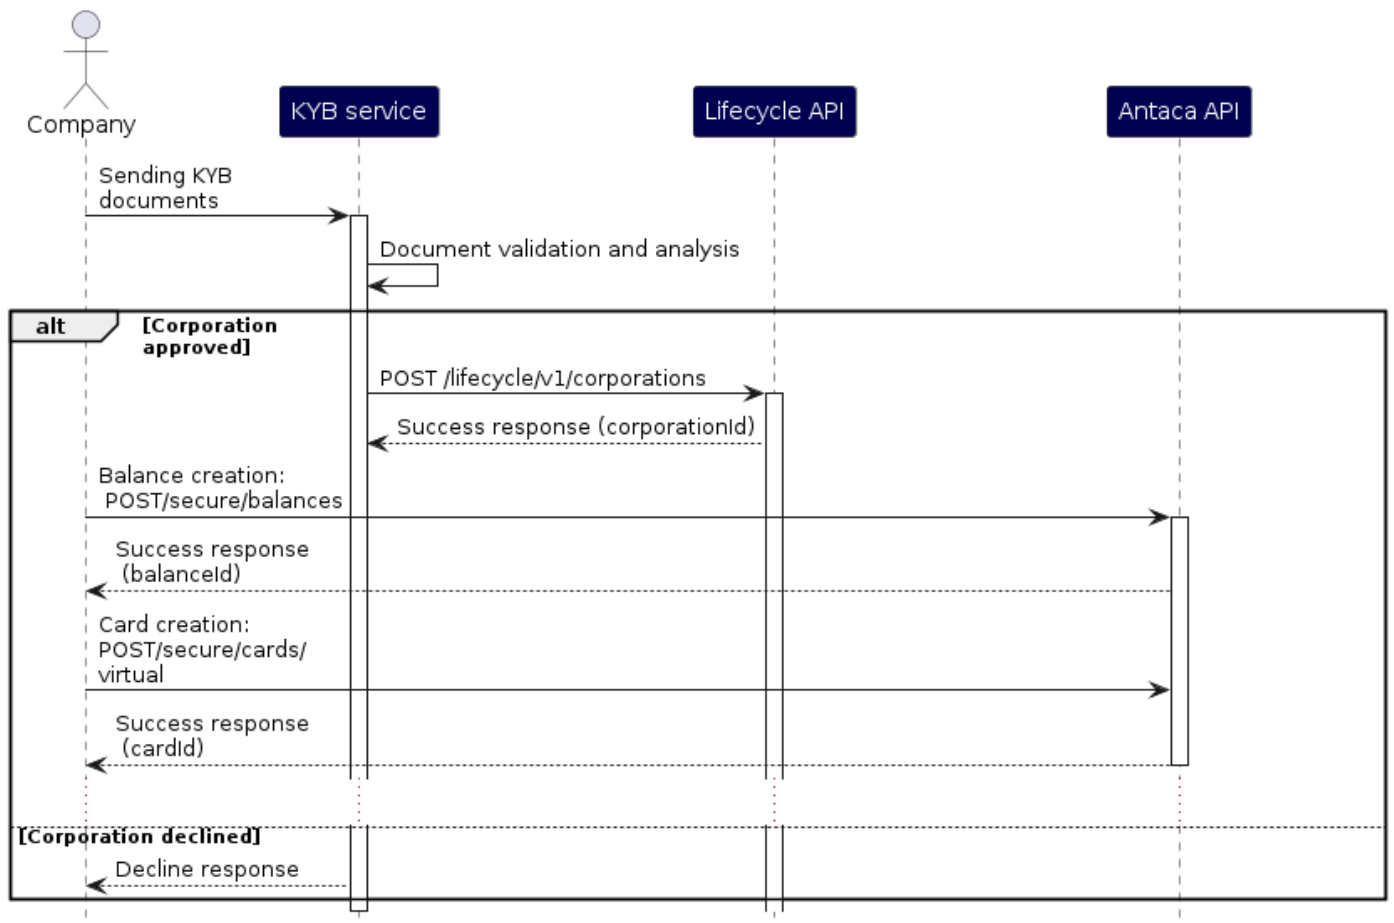 Company
KYB service
Lifecycle API
Antaca API
Sending KYB
documents
Document validation and analysis
alt
[Corporation
approved]
POST /lifecycle/v1/corporations
Success response (corporationId)
Balance creation:
POST/secure/balances
Success response
(balanceId)
Card creation:
POST/secure/cards/
virtual
Success response
(cardId)
[Corporation declined]
Decline response